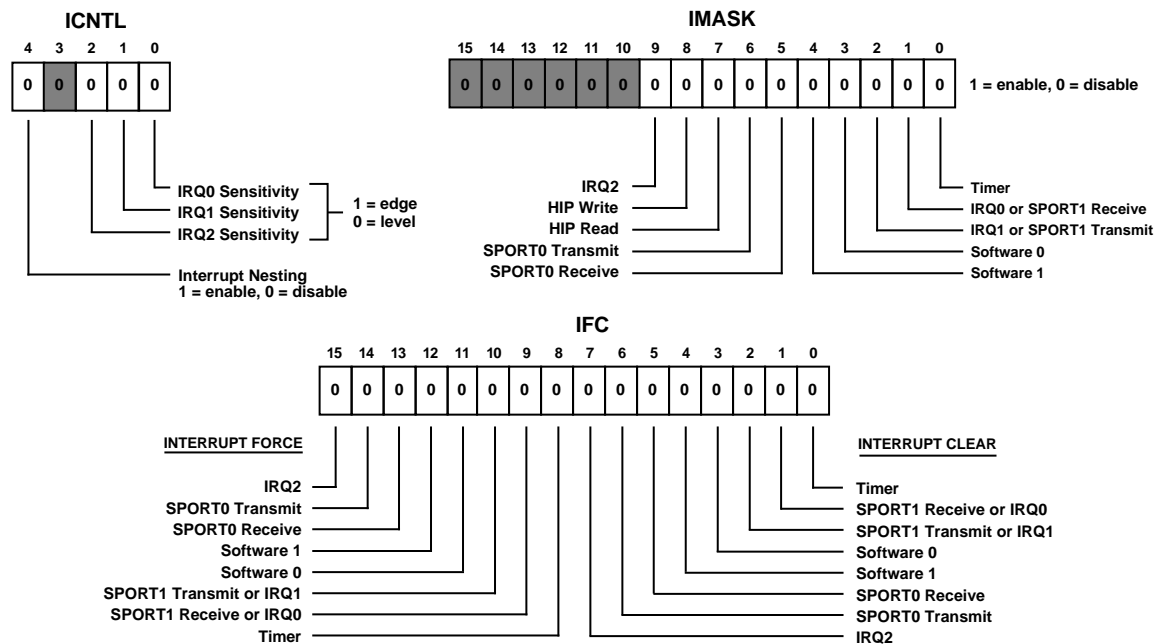 ICNTL
4 3 2 1 0
0 0 0 0 0
IRQ0 Sensitivity
IRQ1 Sensitivity
IRQ2 Sensitivity
1 = edge
0 = level
Interrupt Nesting
1 = enable, 0 = disable
IMASK
15 14 13 12 11 10 9 8 7 6 5 4 3 2 1 0
0 0 0 0 0 0 0 0 0 0 0 0 0 0 0 0
1 = enable, 0 = disable
IRQ2
HIP Write
HIP Read
SPORT0 Transmit
SPORT0 Receive
Timer
IRQ0 or SPORT1 Receive
IRQ1 or SPORT1 Transmit
Software 0
Software 1
IFC
15 14 13 12 11 10 9 8 7 6 5 4 3 2 1 0
0 0 0 0 0 0 0 0 0 0 0 0 0 0 0 0
INTERRUPT FORCE
IRQ2
SPORT0 Transmit
SPORT0 Receive
Software 1
Software 0
SPORT1 Transmit or IRQ1
SPORT1 Receive or IRQ0
Timer
INTERRUPT CLEAR
Timer
SPORT1 Receive or IRQ0
SPORT1 Transmit or IRQ1
Software 0
Software 1
SPORT0 Receive
SPORT0 Transmit
IRQ2